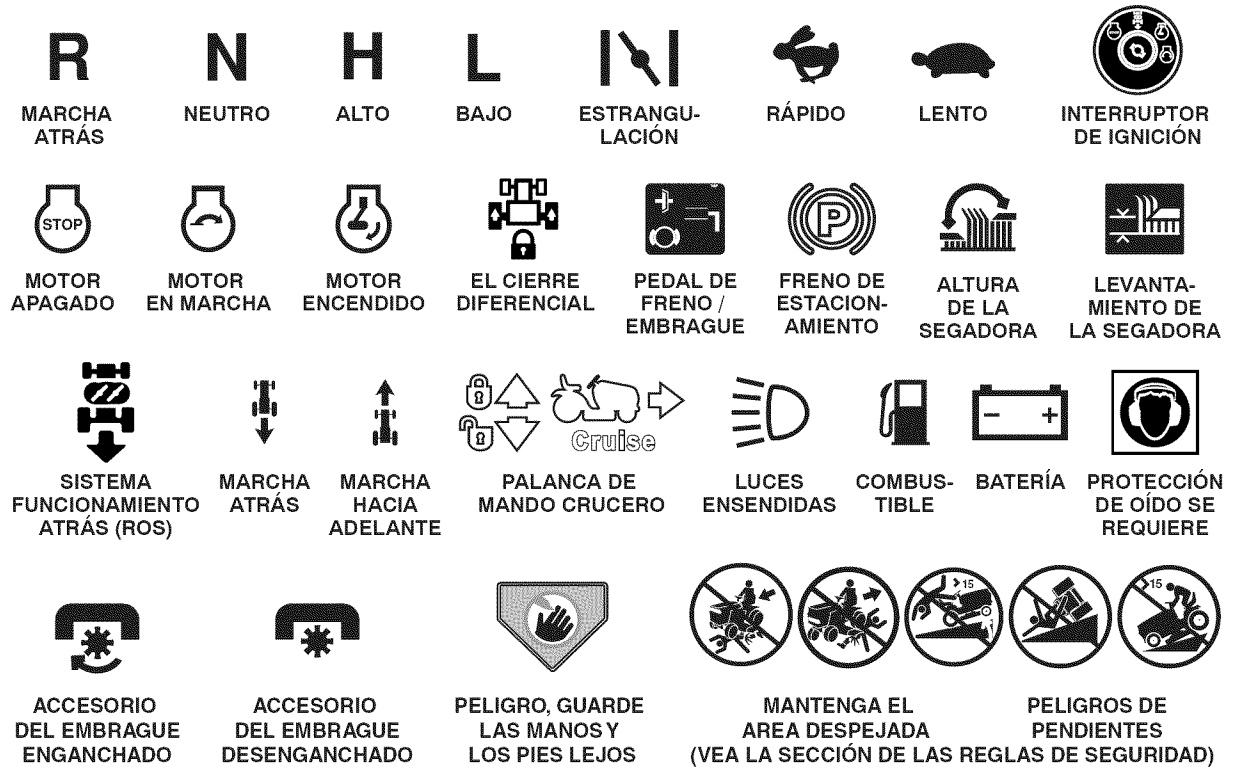 R N H L
MARCHA ATRÁS
NEUTRO
ALTO
BAJO
ESTRANGU-
LACIÓN
RÁPIDO
LENTO
INTERRUPTOR
DE IGNICIÓN
STOP
MOTOR
APAGADO
MOTOR
EN MARCHA
MOTOR
ENCENDIDO
EL CIERRE
DIFERENCIAL
PEDAL DE
FRENO /
EMBRAGUE
P
FRENO DE
ESTACION-
AMIENTO
ALTURA
DE LA
SEGADORA
LEVANTA-
MIENTO DE
LA SEGADORA
SISTEMA
FUNCIONAMIENTO
ATRÁS (ROS)
MARCHA
ATRÁS
MARCHA
HACIA
ADELANTE
Cruise
PALANCA DE
MANDO CRUCERO
LUCES
ENSENDIDAS
COMBUS-
TIBLE
- +
BATERÍA
PROTECCIÓN
DE OÍDO SE
REQUIERE
ACCESORIO
DEL EMBRAGUE
ENGANCHADO
ACCESORIO
DEL EMBRAGUE
DESENGANCHADO
PELIGRO, GUARDE
LAS MANOS Y
LOS PIES LEJOS
>15
>15
MANTENGA EL
AREA DESPEJADA
PELIGROS DE
PENDIENTES
(VEA LA SECCIÓN DE LAS REGLAS DE SEGURIDAD)